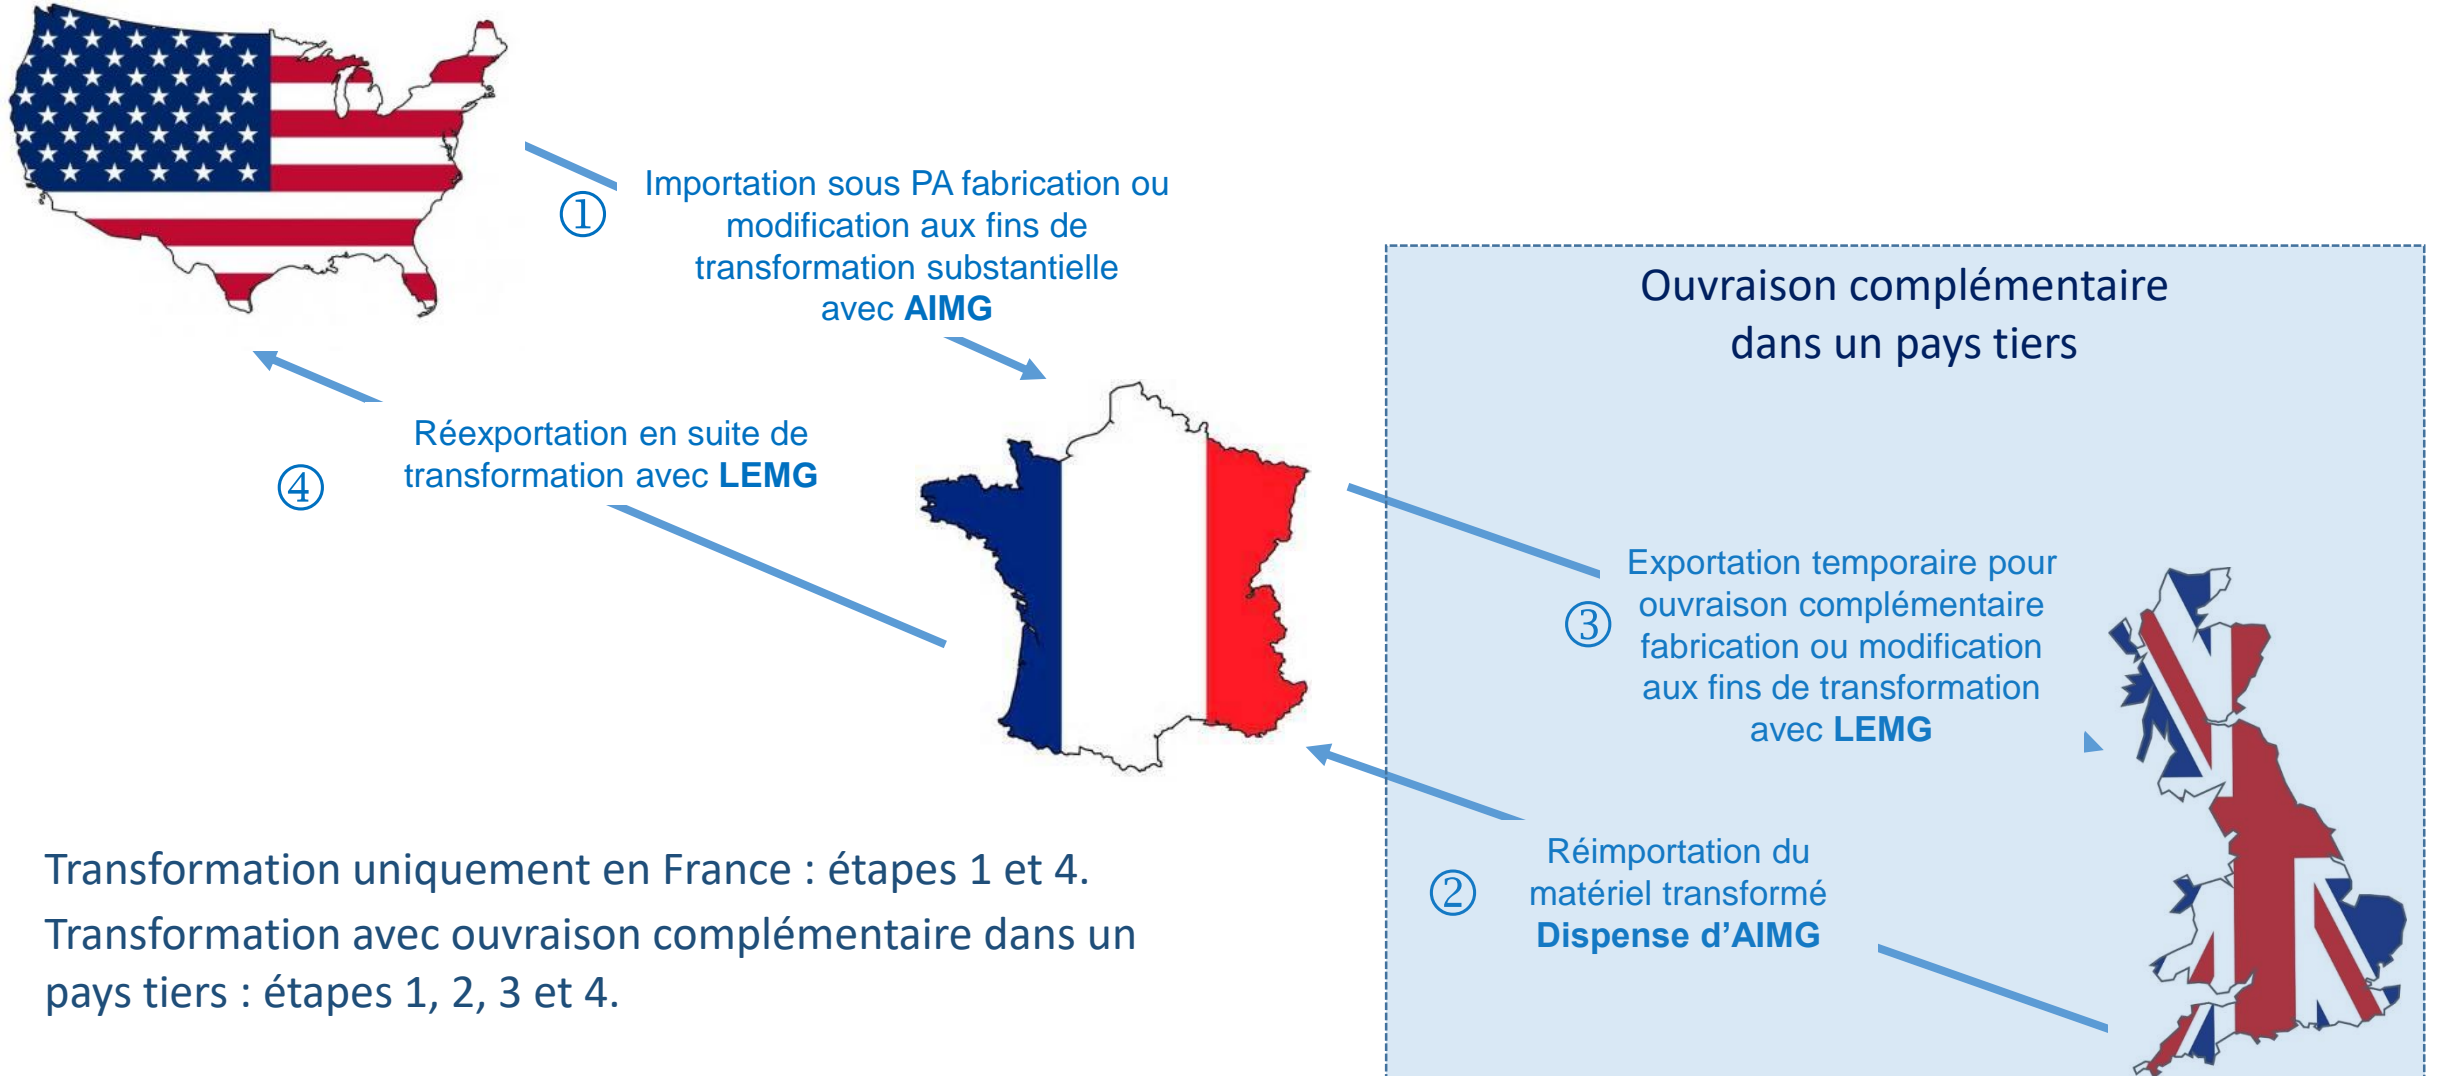 ①
Importation sous PA fabrication ou
modification aux fins de
transformation substantielle
avec AIMG
Ouvraison complémentaire
dans un pays tiers
④
Réexportation en suite de
transformation avec LEMG
③
Exportation temporaire pour
ouvraison complémentaire
fabrication ou modification
aux fins de transformation
avec LEMG
②
Réimportation du
matériel transformé
Dispense d’AIMG
Transformation uniquement en France : étapes 1 et 4.
Transformation avec ouvraison complémentaire dans un
pays tiers : étapes 1, 2, 3 et 4.